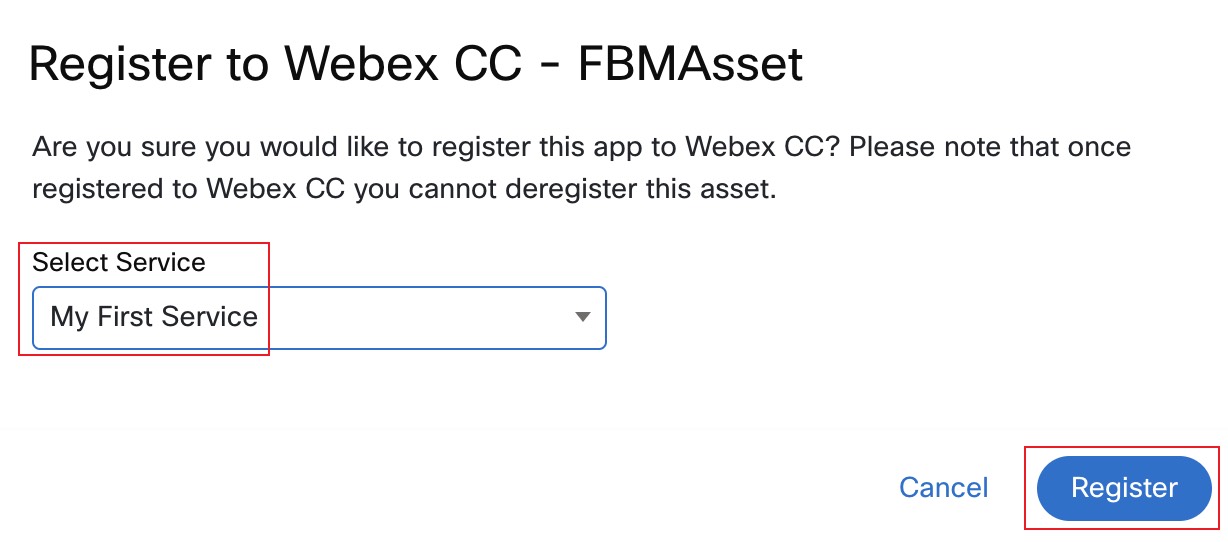 Register to Webex CC - FBMAsset
Are you sure you would like to register this app to Webex CC? Please note that once
registered to Webex CC you cannot deregister this asset.
Select Service
My First Service
Cancel
Register